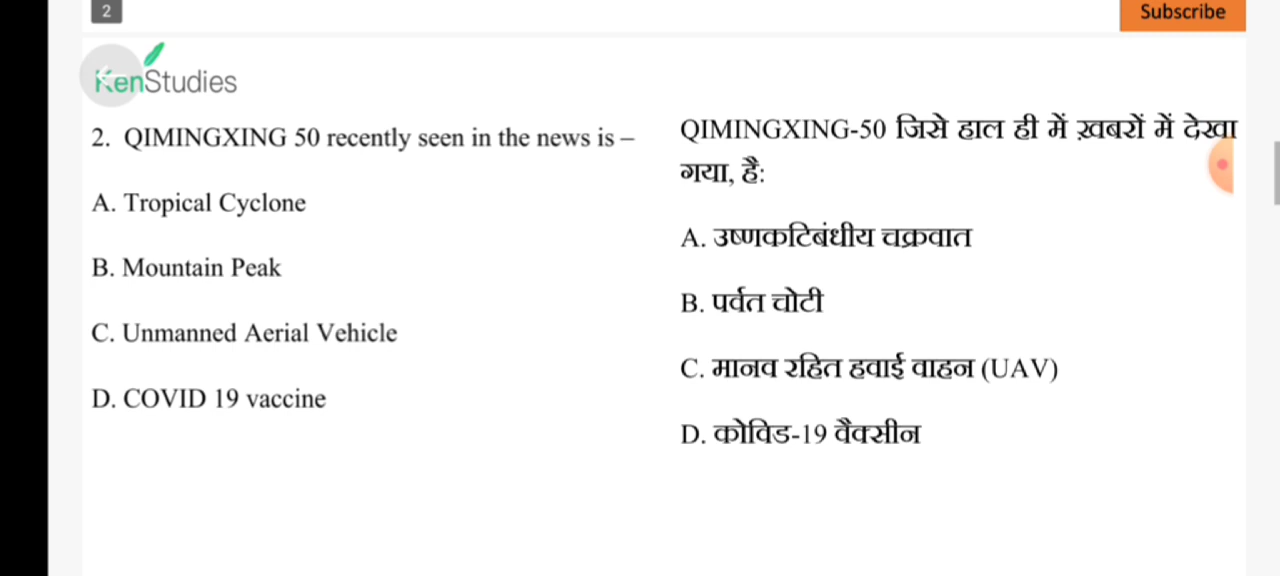 2
Subscribe
KenStudies
2. QIMINGXING 50 recently seen in the news is –
A. Tropical Cyclone
B. Mountain Peak
C. Unmanned Aerial Vehicle
D. COVID 19 vaccine
QIMINGXING-50 जिसे हाल ही में ख़बरों में देखा
गया, है:
A. उष्णकटिबंधीय चक्रवात
B. पर्वत चोटी
C. मानव रहित हवाई वाहन (UAV)
D. कोविड-19 वैक्सीन